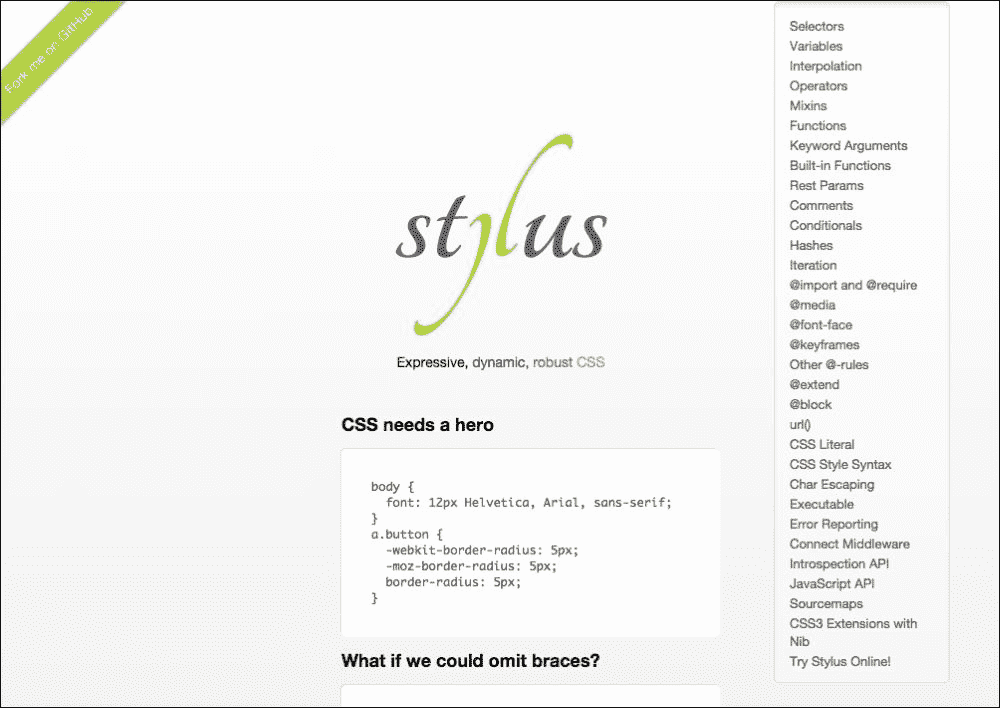 Fork me on GitHub
stylus
Expressive, dynamic, robust CSS
CSS needs a hero
body {
  font: 12px Helvetica, Arial, sans-serif;
}
a.button {
  -webkit-border-radius: 5px;
  -moz-border-radius: 5px;
  border-radius: 5px;
}
What if we could omit braces?
Selectors
Variables
Interpolation
Operators
Mixins
Functions
Keyword Arguments
Built-in Functions
Rest Params
Comments
Conditionals
Hashes
Iteration
@import and @require
@media
@font-face
@keyframes
Other @-rules
@extend
@block
url()
CSS Literal
CSS Style Syntax
Char Escaping
Executable
Error Reporting
Connect Middleware
Introspection API
JavaScript API
Sourcemaps
CSS3 Extensions with
Nib
Try Stylus Online!